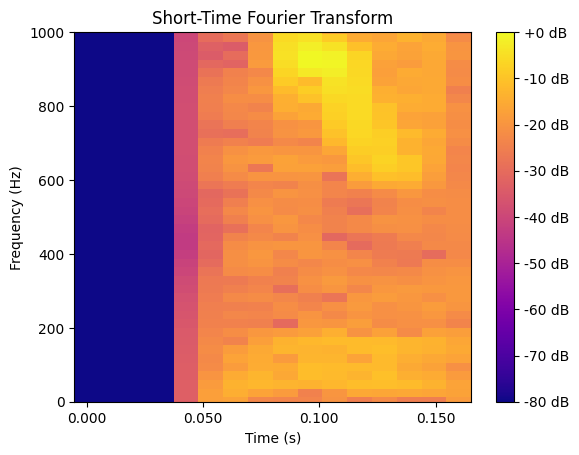 Short-Time Fourier Transform
1000
800
600
400
200
0
Frequency (Hz)
0.000
0.050
0.100
0.150
Time (s)
+0 dB
-10 dB
-20 dB
-30 dB
-40 dB
-50 dB
-60 dB
-70 dB
-80 dB